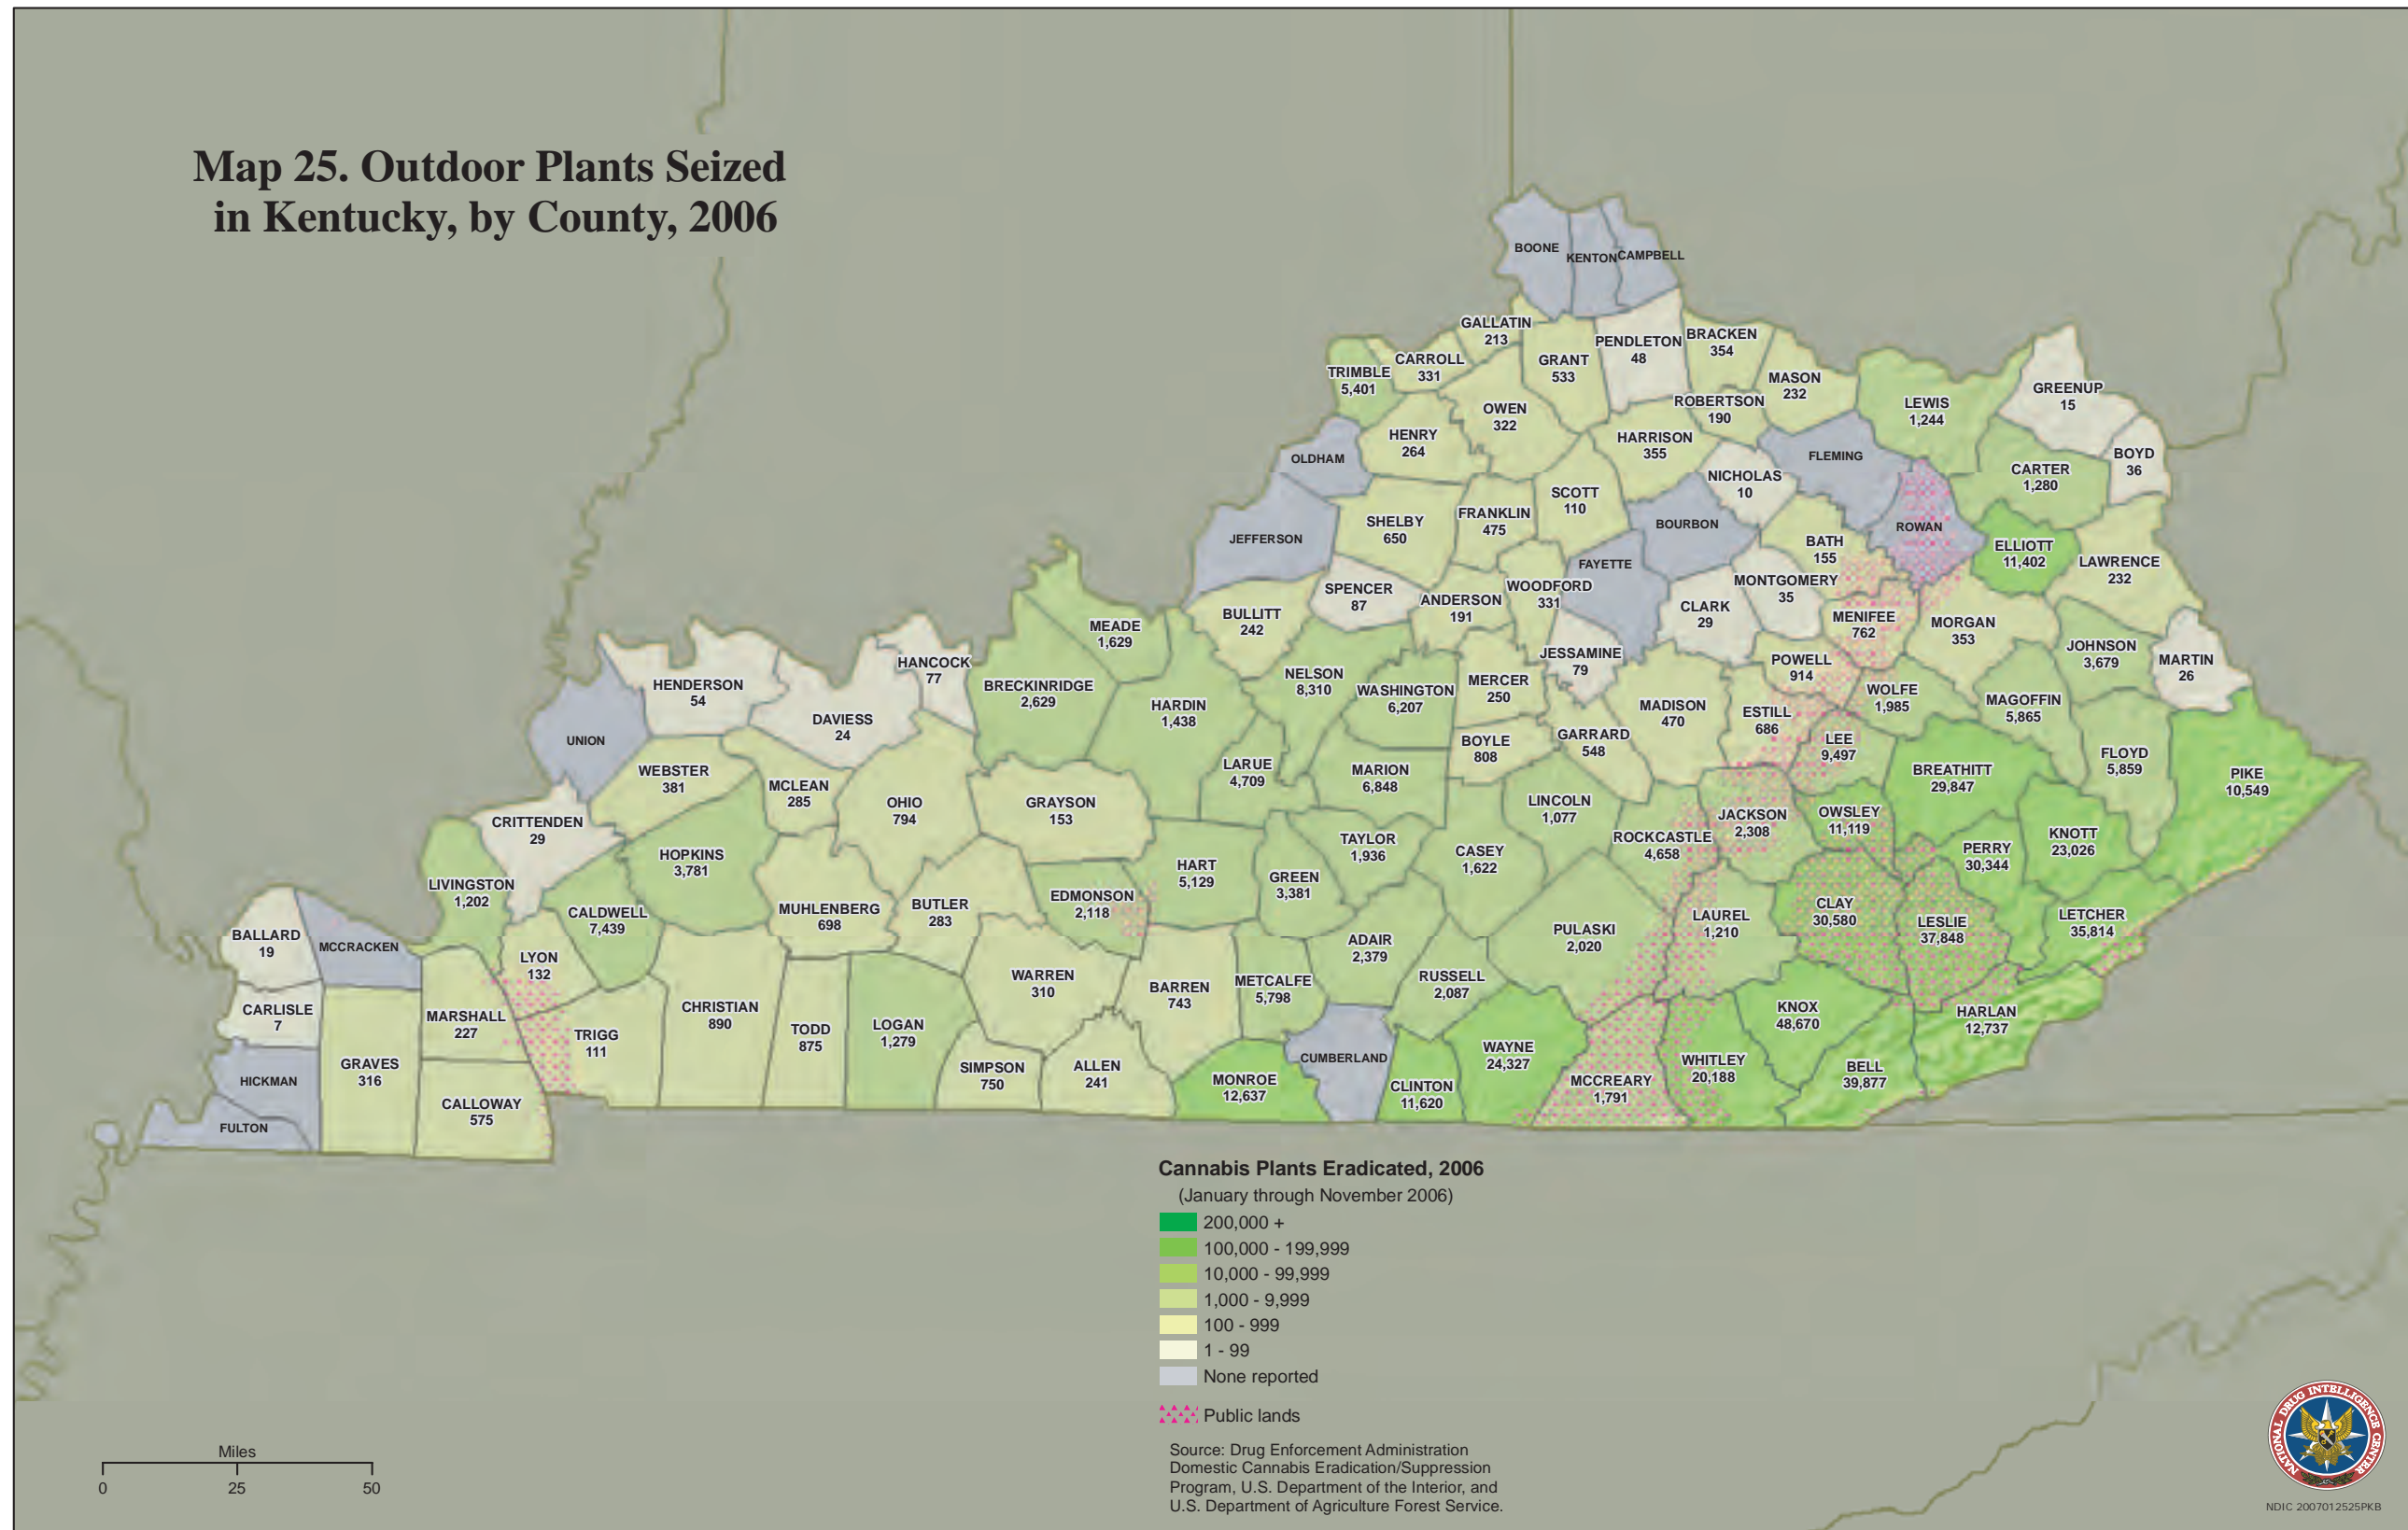 Map 25. Outdoor Plants Seized
in Kentucky, by County, 2006
BOONE
KENTON
CAMPBELL
GALLATIN
213
CARROLL
331
TRIMBLE
5,401
GRANT
533
PENDLETON
48
BRACKEN
354
MASON
232
ROBERTSON
190
LEWIS
1,244
GREENUP
15
OWEN
322
HENRY
264
HARRISON
355
OLDHAM
FLEMING
NICHOLAS
10
CARTER
1,280
BOYD
36
SCOTT
110
FRANKLIN
475
SHELBY
650
JEFFERSON
BOURBON
ROWAN
BATH
155
ELLIOTT
11,402
LAWRENCE
232
FAYETTE
WOODFORD
331
SPENCER
87
ANDERSON
191
MONTGOMERY
35
CLARK
29
BULLITT
242
MEADE
1,629
MENIFEE
762
MORGAN
353
JOHNSON
3,679
MARTIN
26
JESSAMINE
79
POWELL
914
WOLFE
1,985
MAGOFFIN
5,865
HANCOCK
77
HENDERSON
54
BRECKINRIDGE
2,629
HARDIN
1,438
NELSON
8,310
WASHINGTON
6,207
MERCER
250
MADISON
470
ESTILL
686
DAVIESS
24
UNION
BOYLE
808
GARRARD
548
LEE
9,497
BREATHITT
29,847
FLOYD
5,859
PIKE
10,549
WEBSTER
381
MCLEAN
285
OHIO
794
GRAYSON
153
LARUE
4,709
MARION
6,848
LINCOLN
1,077
ROCKCASTLE
4,658
JACKSON
2,308
OWSLEY
11,119
PERRY
30,344
KNOTT
23,026
CRITTENDEN
29
HOPKINS
3,781
HART
5,129
GREEN
3,381
TAYLOR
1,936
CASEY
1,622
LIVINGSTON
1,202
CALDWELL
7,439
MUHLENBERG
698
BUTLER
283
EDMONSON
2,118
ADAIR
2,379
PULASKI
2,020
LAUREL
1,210
CLAY
30,580
LESLIE
37,848
LETCHER
35,814
BALLARD
19
MCCRACKEN
LYON
132
WARREN
310
BARREN
743
METCALFE
5,798
RUSSELL
2,087
CARLISLE
7
MARSHALL
227
TRIGG
111
CHRISTIAN
890
TODD
875
LOGAN
1,279
KNOX
48,670
HARLAN
12,737
HICKMAN
GRAVES
316
SIMPSON
750
ALLEN
241
MONROE
12,637
CUMBERLAND
CLINTON
11,620
WAYNE
24,327
MCCREARY
1,791
WHITLEY
20,188
BELL
39,877
FULTON
CALLOWAY
575
Cannabis Plants Eradicated, 2006
(January through November 2006)
200,000 +
100,000 - 199,999
10,000 - 99,999
1,000 - 9,999
100 - 999
1 - 99
None reported
Public lands
Source: Drug Enforcement Administration
Domestic Cannabis Eradication/Suppression
Program, U.S. Department of the Interior, and
U.S. Department of Agriculture Forest Service.
Miles
0 25 50
NATIONAL DRUG INTELLIGENCE CENTER
NDIC 2007012525PKB